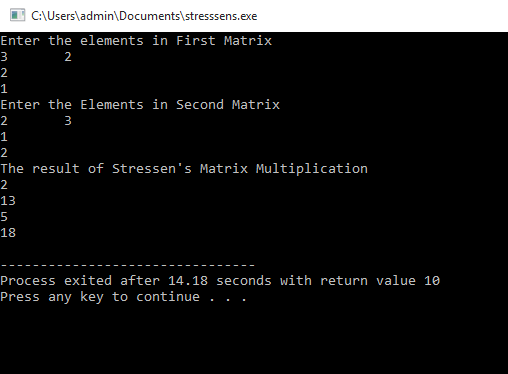 C:\Users\admin\Documents\stresssens.exe
Enter the elements in First Matrix
3 2
2
1
Enter the Elements in Second Matrix
2 3
1
2
The result of Stressen's Matrix Multiplication
2
13
5
18
--------------------------------
Process exited after 14.18 seconds with return value 10
Press any key to continue . . .